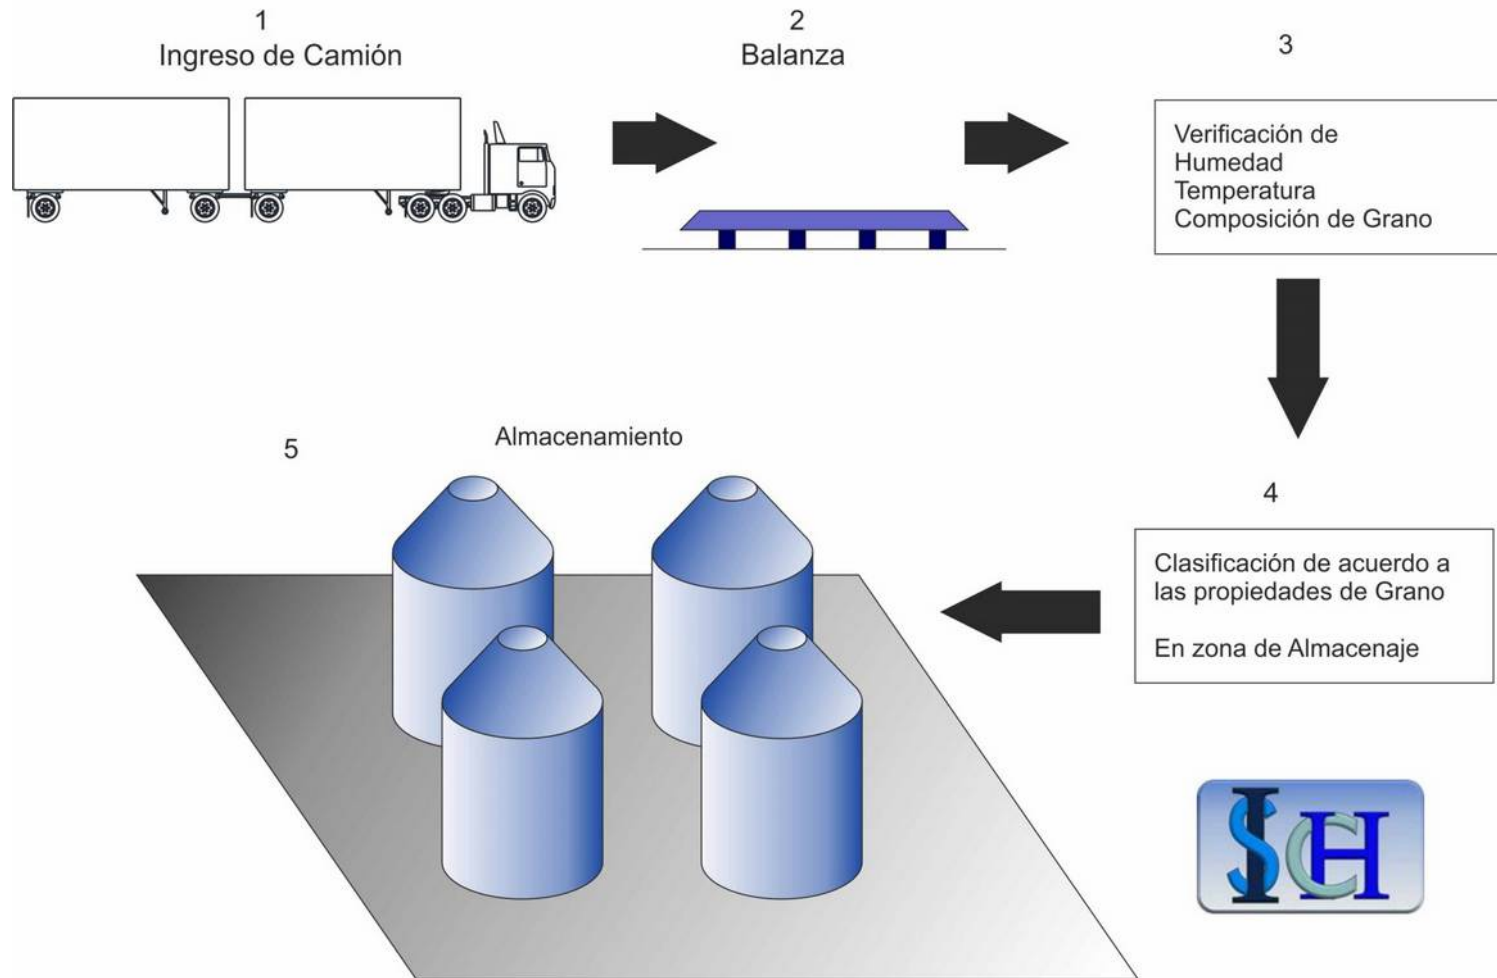 1
Ingreso de Camión
2
Balanza
3
Verificación de
Humedad
Temperatura
Composición de Grano
4
Clasificación de acuerdo a
las propiedades de Grano
En zona de Almacenaje
5
Almacenamiento
SICH